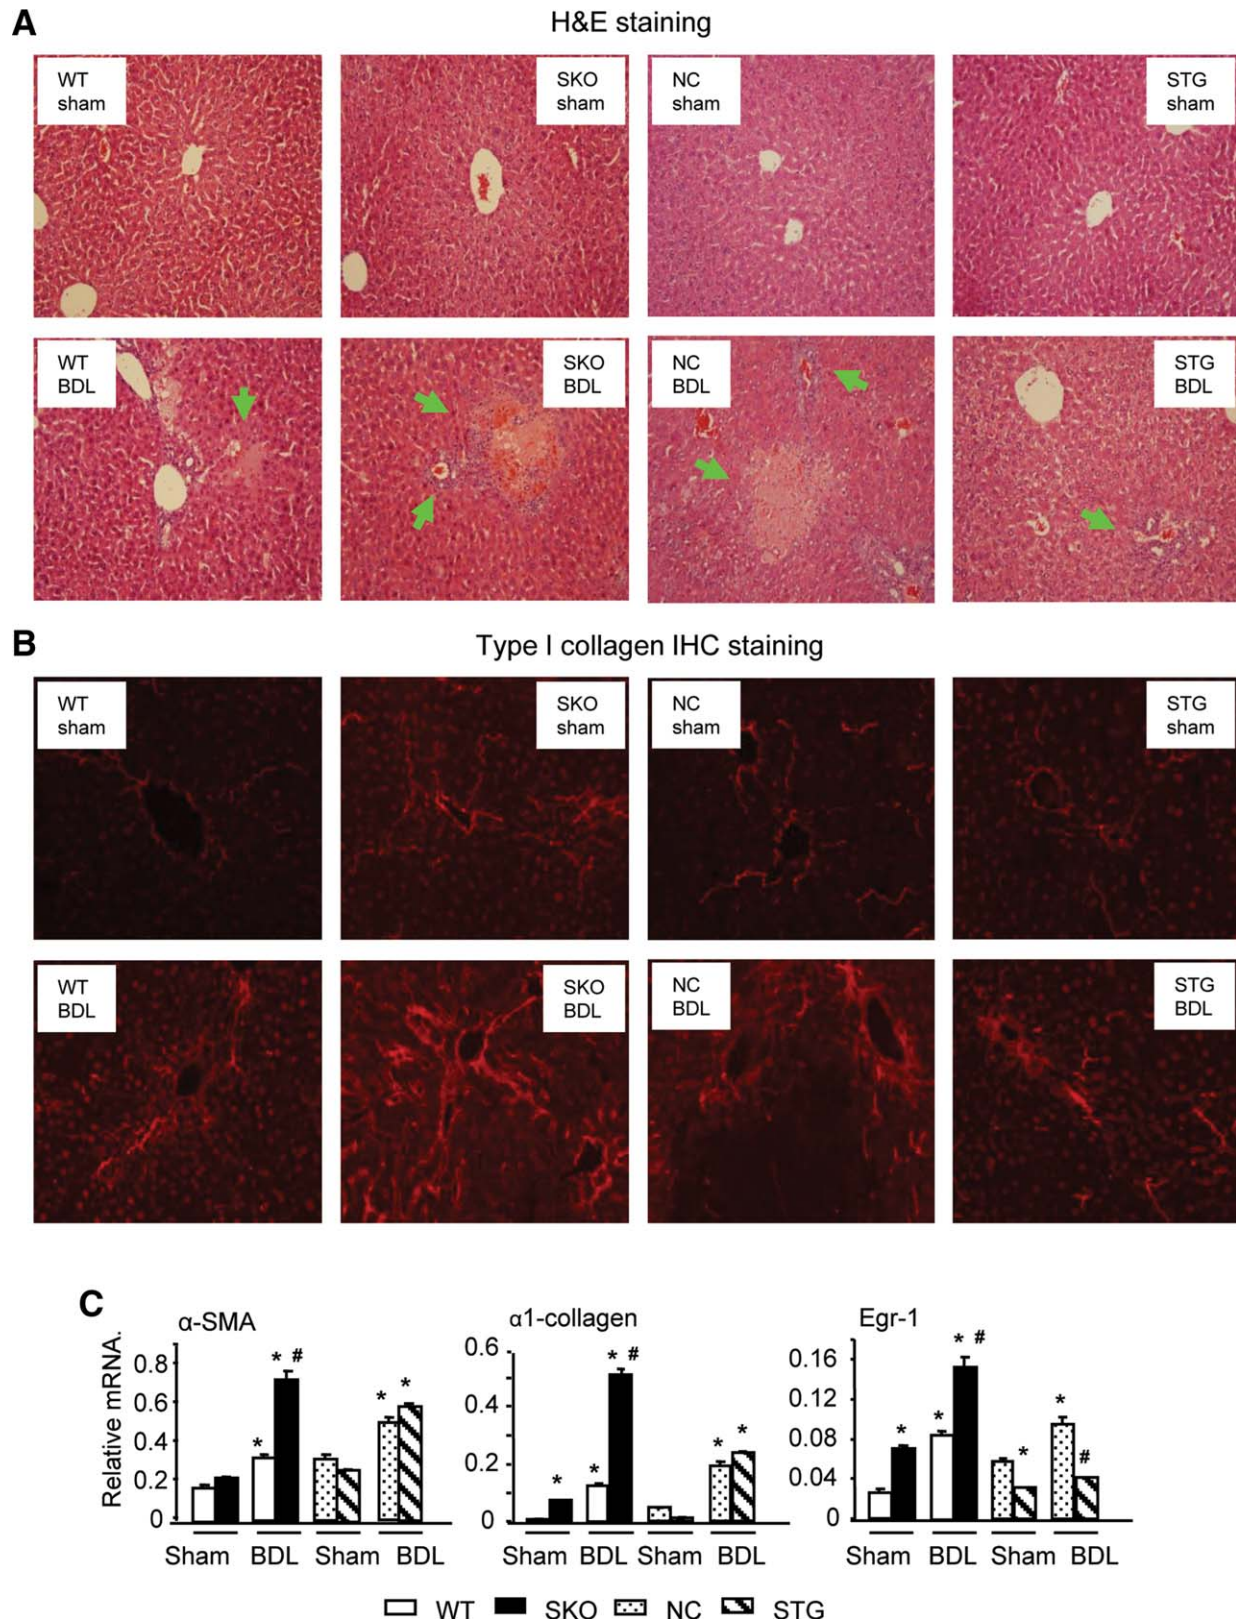 A
H&E staining
WT
sham
SKO
sham
NC
sham
STG
sham
WT
BDL
SKO
BDL
NC
BDL
STG
BDL
B
Type I collagen IHC staining
WT
sham
SKO
sham
NC
sham
STG
sham
WT
BDL
SKO
BDL
NC
BDL
STG
BDL
C
α-SMA
Relative mRNA.
0.8
0.6
0.4
0.2
0
*
* #
*
*
Sham BDL Sham BDL
α1-collagen
0.6
0.4
0.2
0
*
*
* #
*
*
Sham BDL Sham BDL
Egr-1
0.16
0.12
0.08
0.04
0
*
*
* #
*
*
#
Sham BDL Sham BDL
WT SKO NC STG